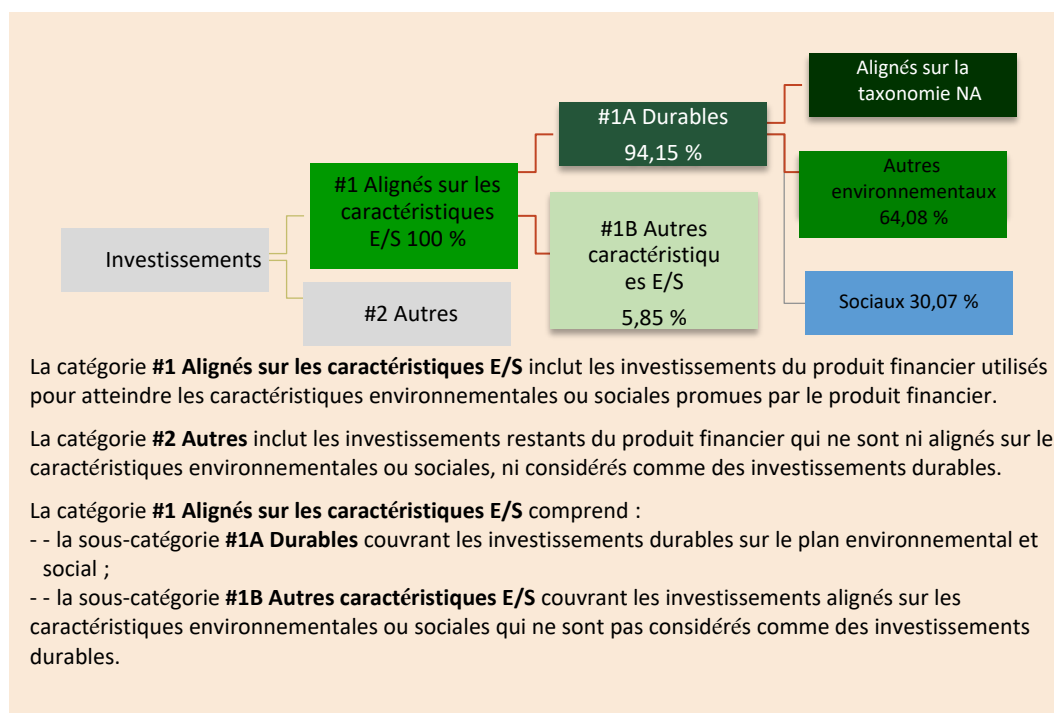 Alignés sur la
taxonomie NA
#1A Durables
94,15 %
Autres
environnementaux
64,08 %
#1 Alignés sur les
caractéristiques
E/S 100 %
#1B Autres
caractéristiqu
es E/S
5,85 %
Investissements
Sociaux 30,07 %
#2 Autres
La catégorie #1 Alignés sur les caractéristiques E/S inclut les investissements du produit financier utilisés
pour atteindre les caractéristiques environnementales ou sociales promues par le produit financier.
La catégorie #2 Autres inclut les investissements restants du produit financier qui ne sont ni alignés sur le
caractéristiques environnementales ou sociales, ni considérés comme des investissements durables.
La catégorie #1 Alignés sur les caractéristiques E/S comprend :
- - la sous-catégorie #1A Durables couvrant les investissements durables sur le plan environnemental et
social ;
- - la sous-catégorie #1B Autres caractéristiques E/S couvrant les investissements alignés sur les
caractéristiques environnementales ou sociales qui ne sont pas considérés comme des investissements
durables.